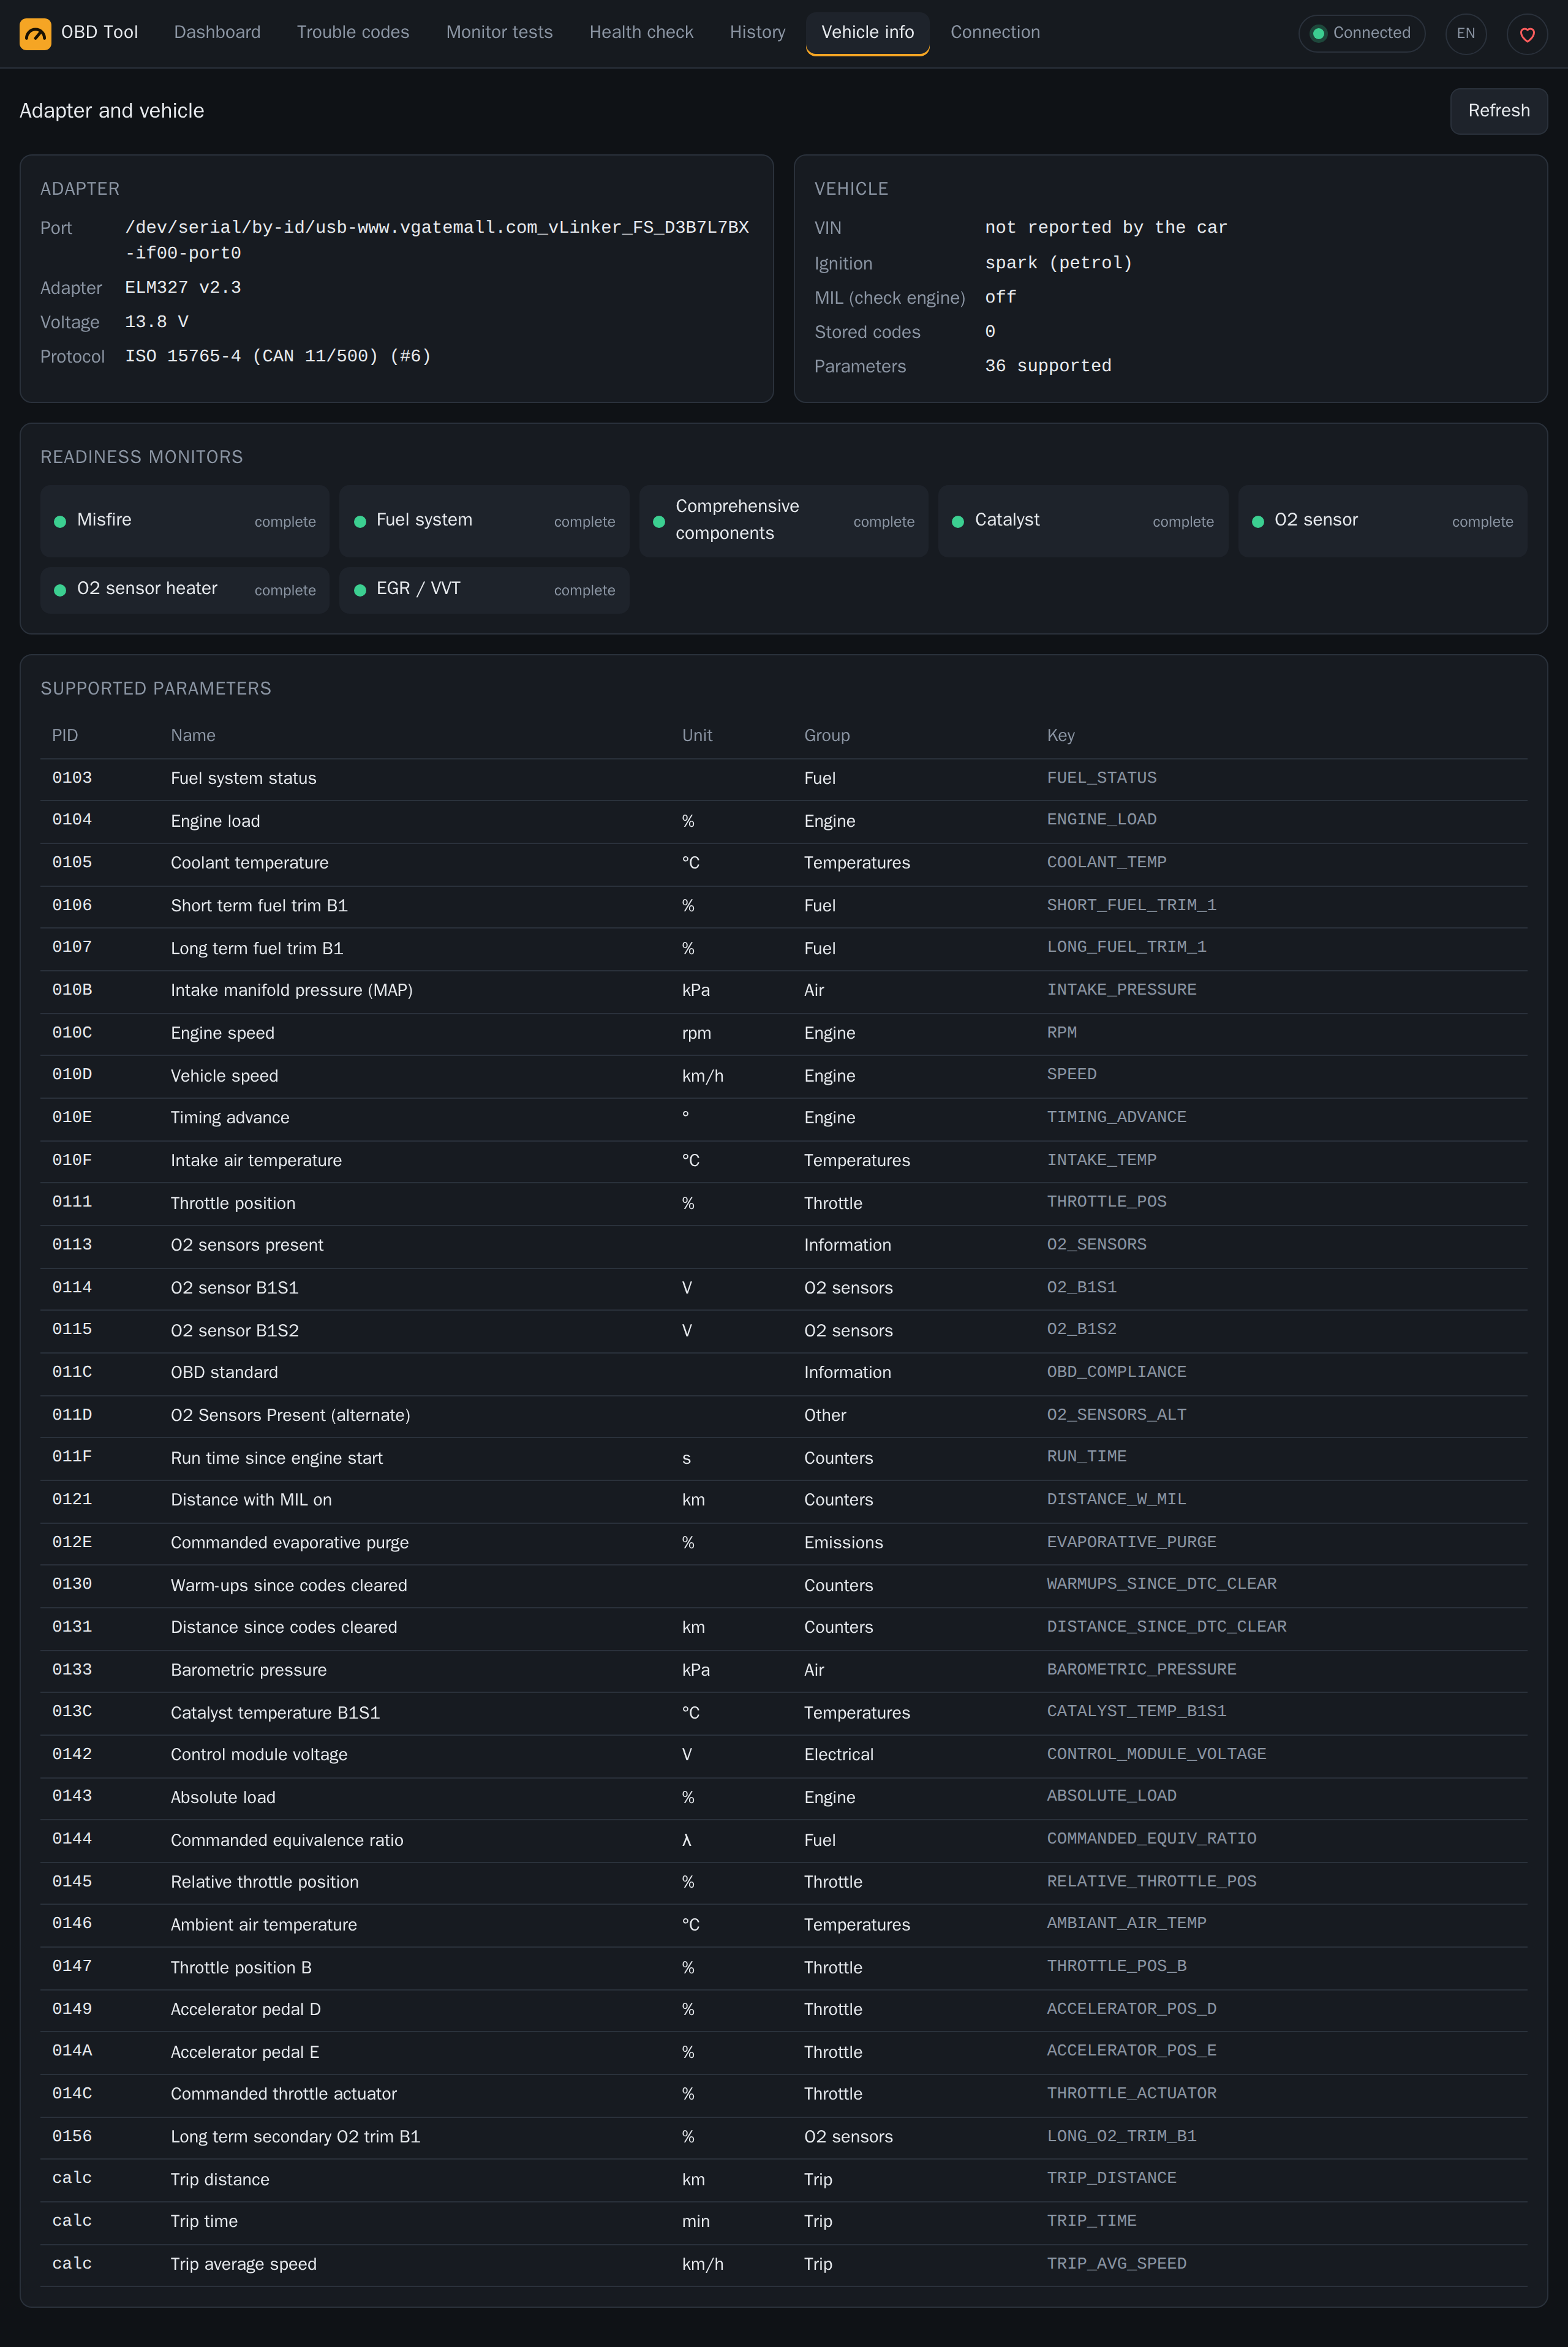 OBD Tool Dashboard Trouble codes Monitor tests Health check History Vehicle info Connection Connected EN
Adapter and vehicle Refresh
ADAPTER
Port /dev/serial/by-id/usb-www.vgatemall.com_vLinker_FS_D3B7L7BX
-if00-port0
Adapter ELM327 v2.3
Voltage 13.8 V
Protocol ISO 15765-4 (CAN 11/500) (#6)
VEHICLE
VIN not reported by the car
Ignition spark (petrol)
MIL (check engine) off
Stored codes 0
Parameters 36 supported
READINESS MONITORS
Misfire complete
Fuel system complete
Comprehensive
components complete
Catalyst complete
O2 sensor complete
O2 sensor heater complete
EGR / VVT complete
SUPPORTED PARAMETERS
PID Name Unit Group Key
0103 Fuel system status Fuel FUEL_STATUS
0104 Engine load % Engine ENGINE_LOAD
0105 Coolant temperature °C Temperatures COOLANT_TEMP
0106 Short term fuel trim B1 % Fuel SHORT_FUEL_TRIM_1
0107 Long term fuel trim B1 % Fuel LONG_FUEL_TRIM_1
010B Intake manifold pressure (MAP) kPa Air INTAKE_PRESSURE
010C Engine speed rpm Engine RPM
010D Vehicle speed km/h Engine SPEED
010E Timing advance ° Engine TIMING_ADVANCE
010F Intake air temperature °C Temperatures INTAKE_TEMP
0111 Throttle position % Throttle THROTTLE_POS
0113 O2 sensors present Information O2_SENSORS
0114 O2 sensor B1S1 V O2 sensors O2_B1S1
0115 O2 sensor B1S2 V O2 sensors O2_B1S2
011C OBD standard Information OBD_COMPLIANCE
011D O2 Sensors Present (alternate) Other O2_SENSORS_ALT
011F Run time since engine start s Counters RUN_TIME
0121 Distance with MIL on km Counters DISTANCE_W_MIL
012E Commanded evaporative purge % Emissions EVAPORATIVE_PURGE
0130 Warm-ups since codes cleared Counters WARMUPS_SINCE_DTC_CLEAR
0131 Distance since codes cleared km Counters DISTANCE_SINCE_DTC_CLEAR
0133 Barometric pressure kPa Air BAROMETRIC_PRESSURE
013C Catalyst temperature B1S1 °C Temperatures CATALYST_TEMP_B1S1
0142 Control module voltage V Electrical CONTROL_MODULE_VOLTAGE
0143 Absolute load % Engine ABSOLUTE_LOAD
0144 Commanded equivalence ratio λ Fuel COMMANDED_EQUIV_RATIO
0145 Relative throttle position % Throttle RELATIVE_THROTTLE_POS
0146 Ambient air temperature °C Temperatures AMBIANT_AIR_TEMP
0147 Throttle position B % Throttle THROTTLE_POS_B
0149 Accelerator pedal D % Throttle ACCELERATOR_POS_D
014A Accelerator pedal E % Throttle ACCELERATOR_POS_E
014C Commanded throttle actuator % Throttle THROTTLE_ACTUATOR
0156 Long term secondary O2 trim B1 % O2 sensors LONG_O2_TRIM_B1
calc Trip distance km Trip TRIP_DISTANCE
calc Trip time min Trip TRIP_TIME
calc Trip average speed km/h Trip TRIP_AVG_SPEED